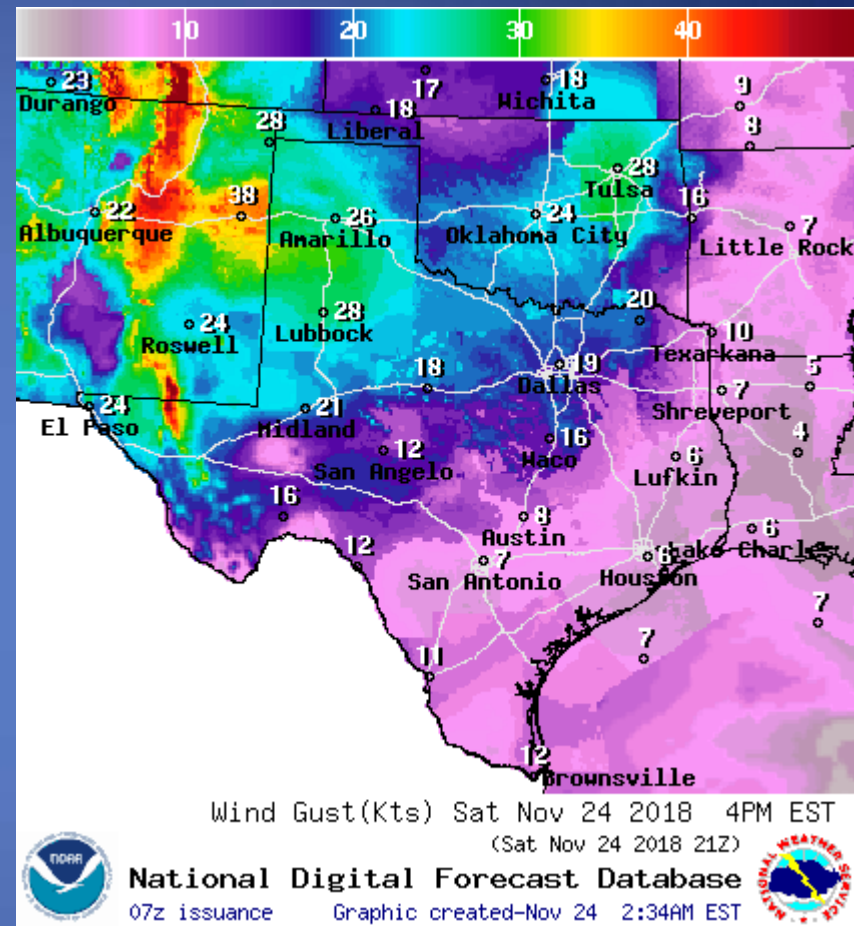 10 20 30 40
23 Durango
17
18 Wichita
18 Liberal
9
8
28
28 Tulsa
22 Albuquerque
38
26 Amarillo
24 Oklahoma City
16
7 Little Rock
24 Roswell
28 Lubbock
20
10 Texarkana
19 Dallas
18
7 Shreveport
5
24 El Paso
21 Midland
12 San Angelo
16 Waco
6 Lufkin
4
16
8 Austin
6 Lake Charles
12
7 San Antonio
6 Houston
7
7
11
12 Brownsville
Wind Gust(Kts) Sat Nov 24 2018 4PM EST
(Sat Nov 24 2018 21Z)
NOAA
National Digital Forecast Database
07z issuance Graphic created-Nov 24 2:34AM EST
NATIONAL WEATHER SERVICE